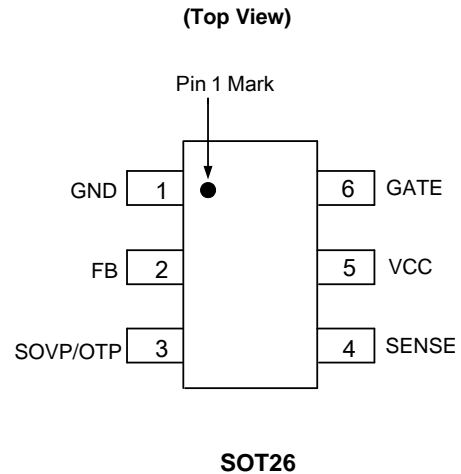 (Top View)
Pin 1 Mark
GND 1 6 GATE
FB 2 5 VCC
SOVP/OTP 3 4 SENSE
SOT26